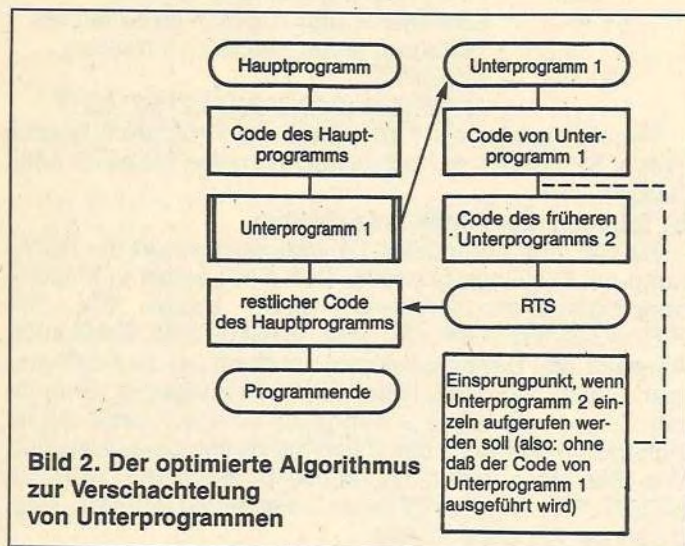 Hauptprogramm
Code des Haupt-
programms
Unterprogramm 1
restlicher Code
des Hauptprogramms
Programmende
Unterprogramm 1
Code von Unter-
programm 1
Code des früheren
Unterprogramms 2
RTS
Einsprungpunkt, wenn
Unterprogramm 2 ein-
zeln aufgerufen wer-
den soll (also: ohne
daß der Code von
Unterprogramm 1
ausgeführt wird)
Bild 2. Der optimierte Algorithmus
zur Verschachtelung
von Unterprogrammen